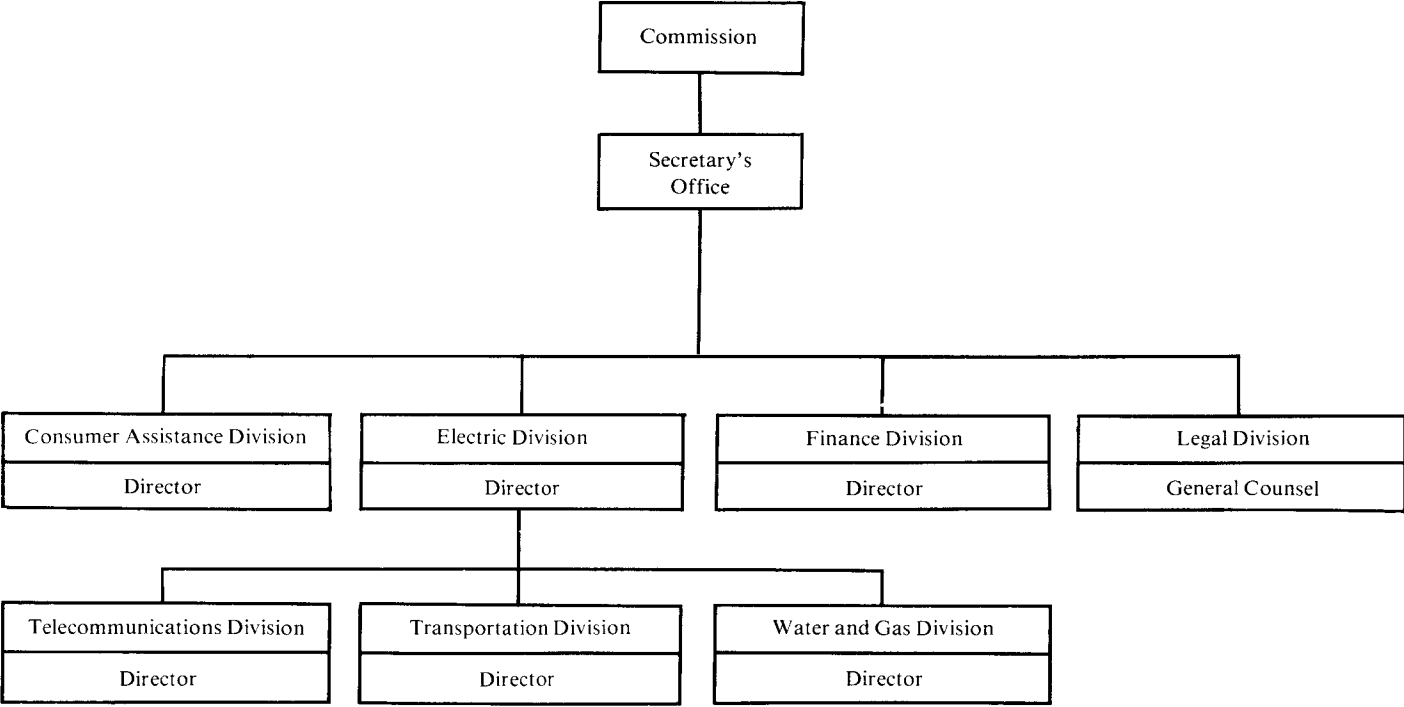 Commission
Secretary's
Office
Consumer Assistance Division
Director
Electric Division
Director
Finance Division
Director
Legal Division
General Counsel
Telecommunications Division
Director
Transportation Division
Director
Water and Gas Division
Director